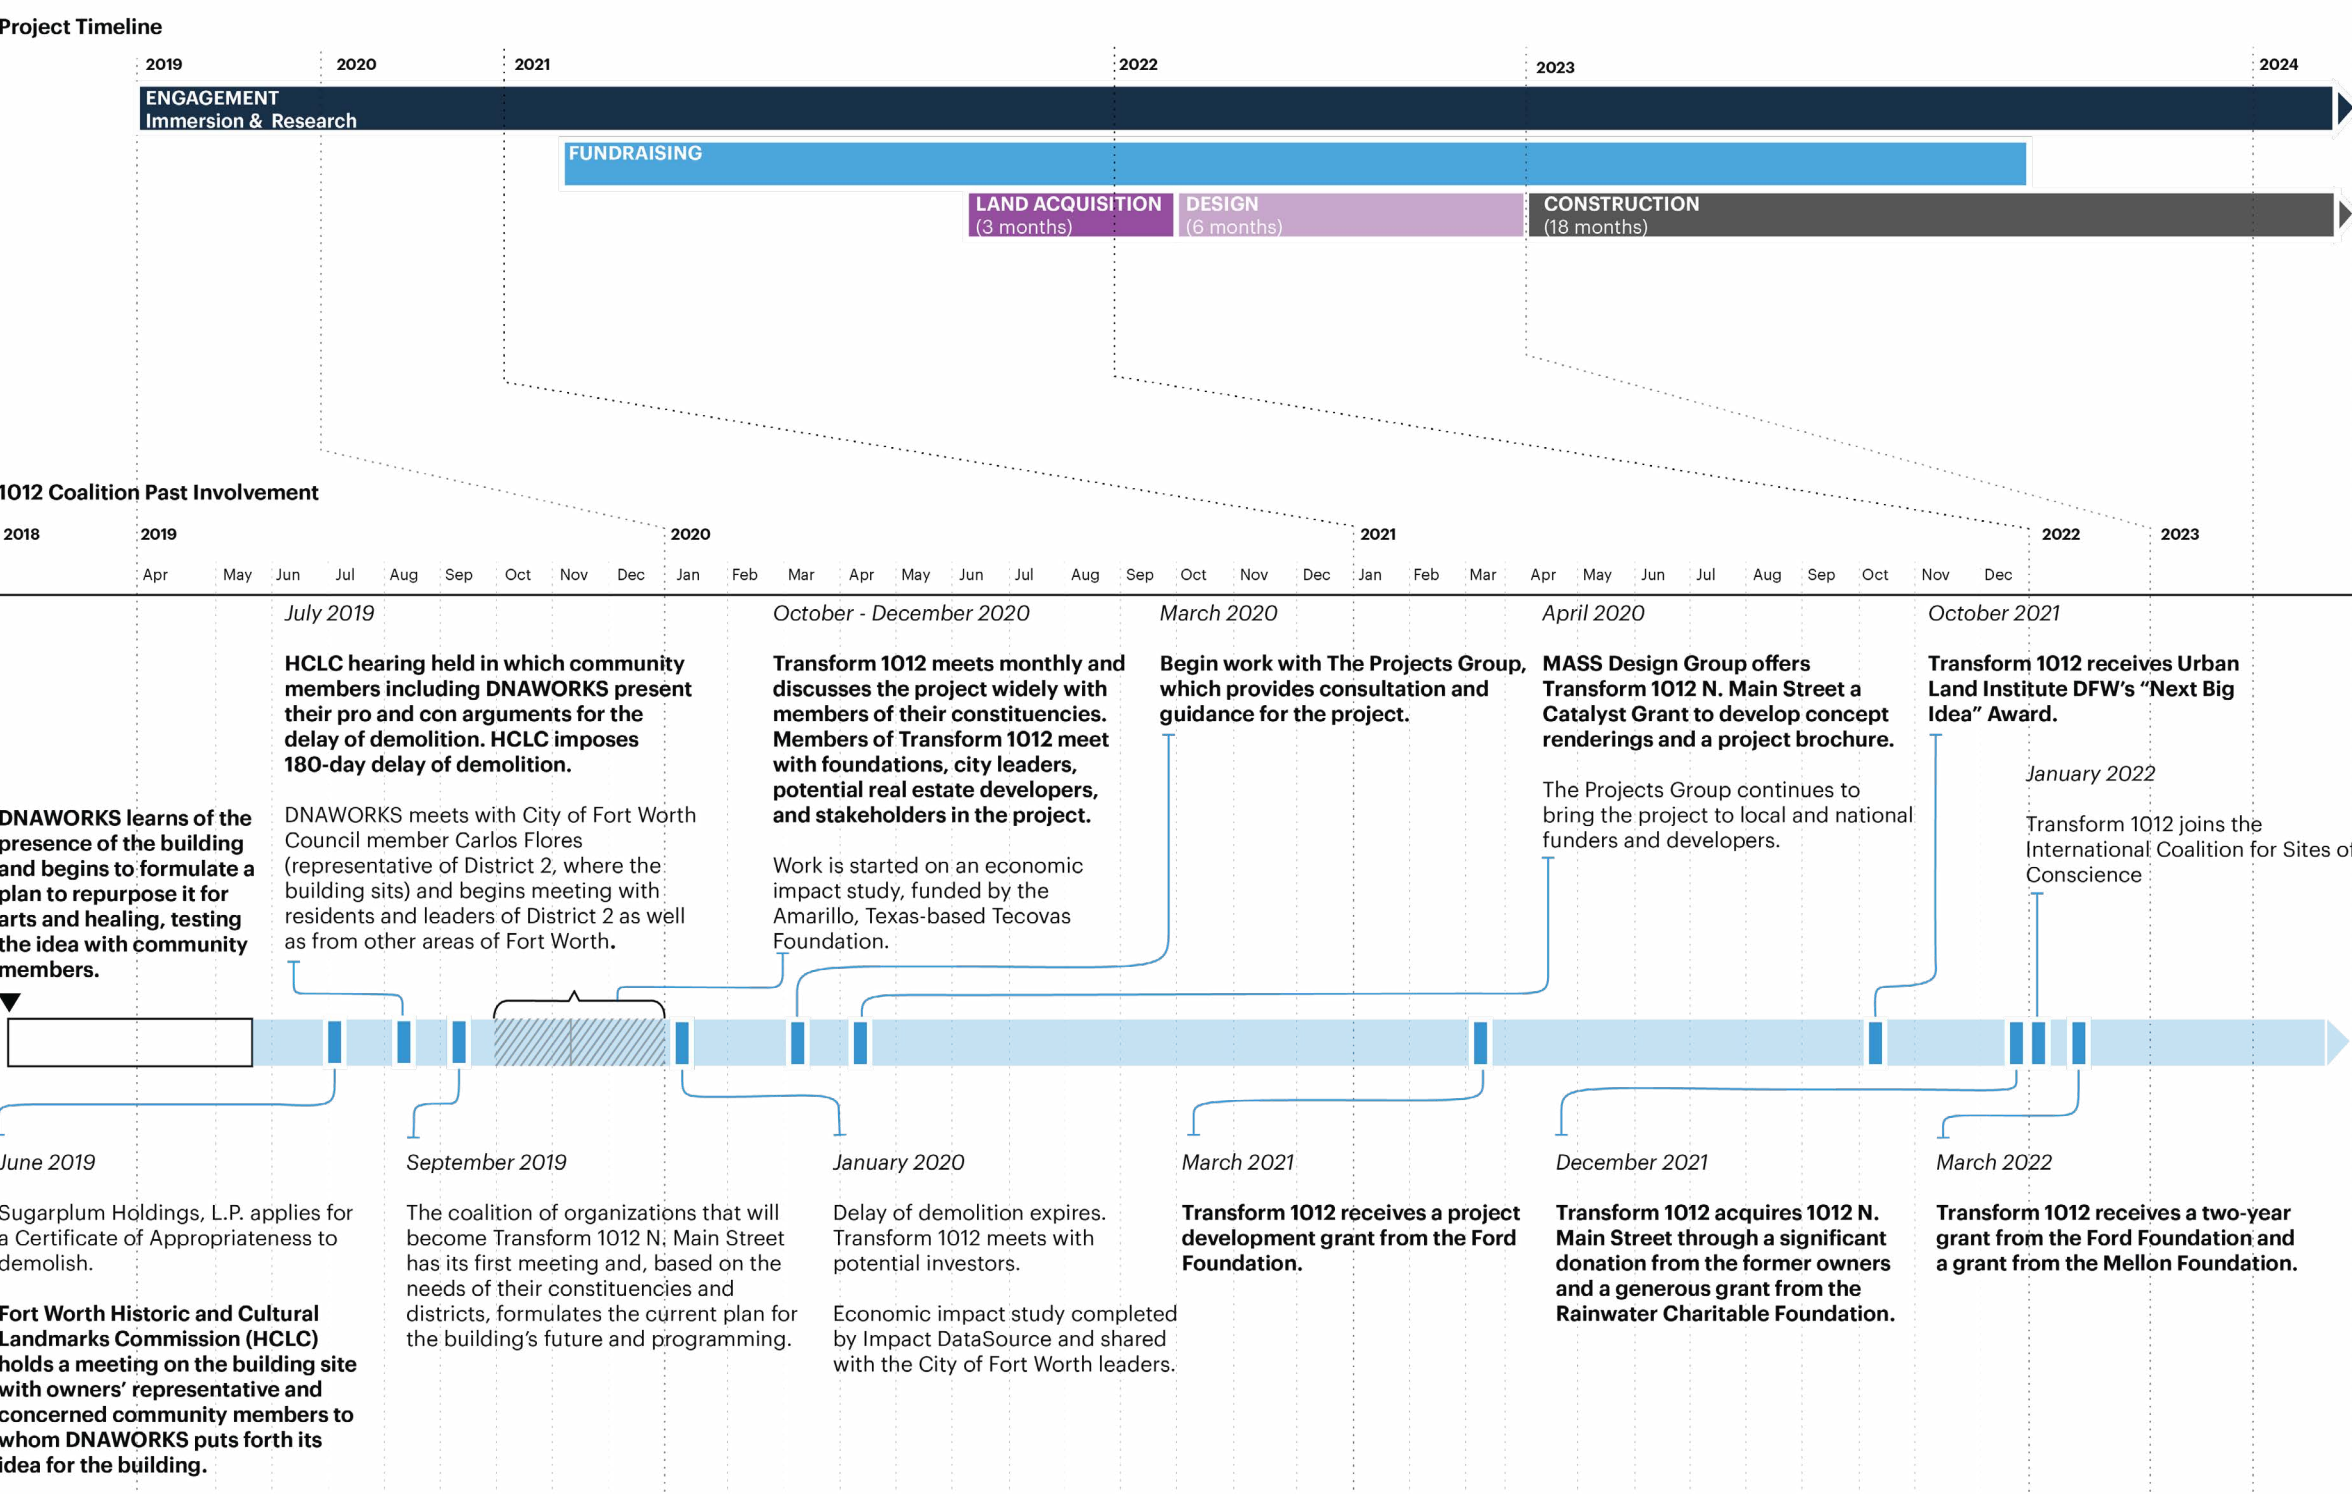 Project Timeline
2019 2020 2021 2022 2023 2024
ENGAGEMENT
Immersion & Research
FUNDRAISING
LAND ACQUISITION
(3 months)
DESIGN
(6 months)
CONSTRUCTION
(18 months)
1012 Coalition Past Involvement
2018 2019 2020 2021 2022 2023
Apr May Jun Jul Aug Sep Oct Nov Dec Jan Feb Mar Apr May Jun Jul Aug Sep Oct Nov Dec Jan Feb Mar Apr May Jun Jul Aug Sep Oct Nov Dec
DNAWORKS learns of the
presence of the building
and begins to formulate a
plan to repurpose it for
arts and healing, testing
the idea with community
members.
July 2019
HCLC hearing held in which community
members including DNAWORKS present
their pro and con arguments for the
delay of demolition. HCLC imposes
180-day delay of demolition.
DNAWORKS meets with City of Fort Worth
Council member Carlos Flores
(representative of District 2, where the
building sits) and begins meeting with
residents and leaders of District 2 as well
as from other areas of Fort Worth.
October - December 2020
Transform 1012 meets monthly and
discusses the project widely with
members of their constituencies.
Members of Transform 1012 meet
with foundations, city leaders,
potential real estate developers,
and stakeholders in the project.
Work is started on an economic
impact study, funded by the
Amarillo, Texas-based Tecovas
Foundation.
March 2020
Begin work with The Projects Group,
which provides consultation and
guidance for the project.
April 2020
MASS Design Group offers
Transform 1012 N. Main Street a
Catalyst Grant to develop concept
renderings and a project brochure.
The Projects Group continues to
bring the project to local and national
funders and developers.
October 2021
Transform 1012 receives Urban
Land Institute DFW’s “Next Big
Idea” Award.
January 2022
Transform 1012 joins the
International Coalition for Sites of
Conscience
June 2019
Sugarplum Holdings, L.P. applies for
a Certificate of Appropriateness to
demolish.
Fort Worth Historic and Cultural
Landmarks Commission (HCLC)
holds a meeting on the building site
with owners’ representative and
concerned community members to
whom DNAWORKS puts forth its
idea for the building.
September 2019
The coalition of organizations that will
become Transform 1012 N. Main Street
has its first meeting and, based on the
needs of their constituencies and
districts, formulates the current plan for
the building’s future and programming.
January 2020
Delay of demolition expires.
Transform 1012 meets with
potential investors.
Economic impact study completed
by Impact DataSource and shared
with the City of Fort Worth leaders.
March 2021
Transform 1012 receives a project
development grant from the Ford
Foundation.
December 2021
Transform 1012 acquires 1012 N.
Main Street through a significant
donation from the former owners
and a generous grant from the
Rainwater Charitable Foundation.
March 2022
Transform 1012 receives a two-year
grant from the Ford Foundation and
a grant from the Mellon Foundation.